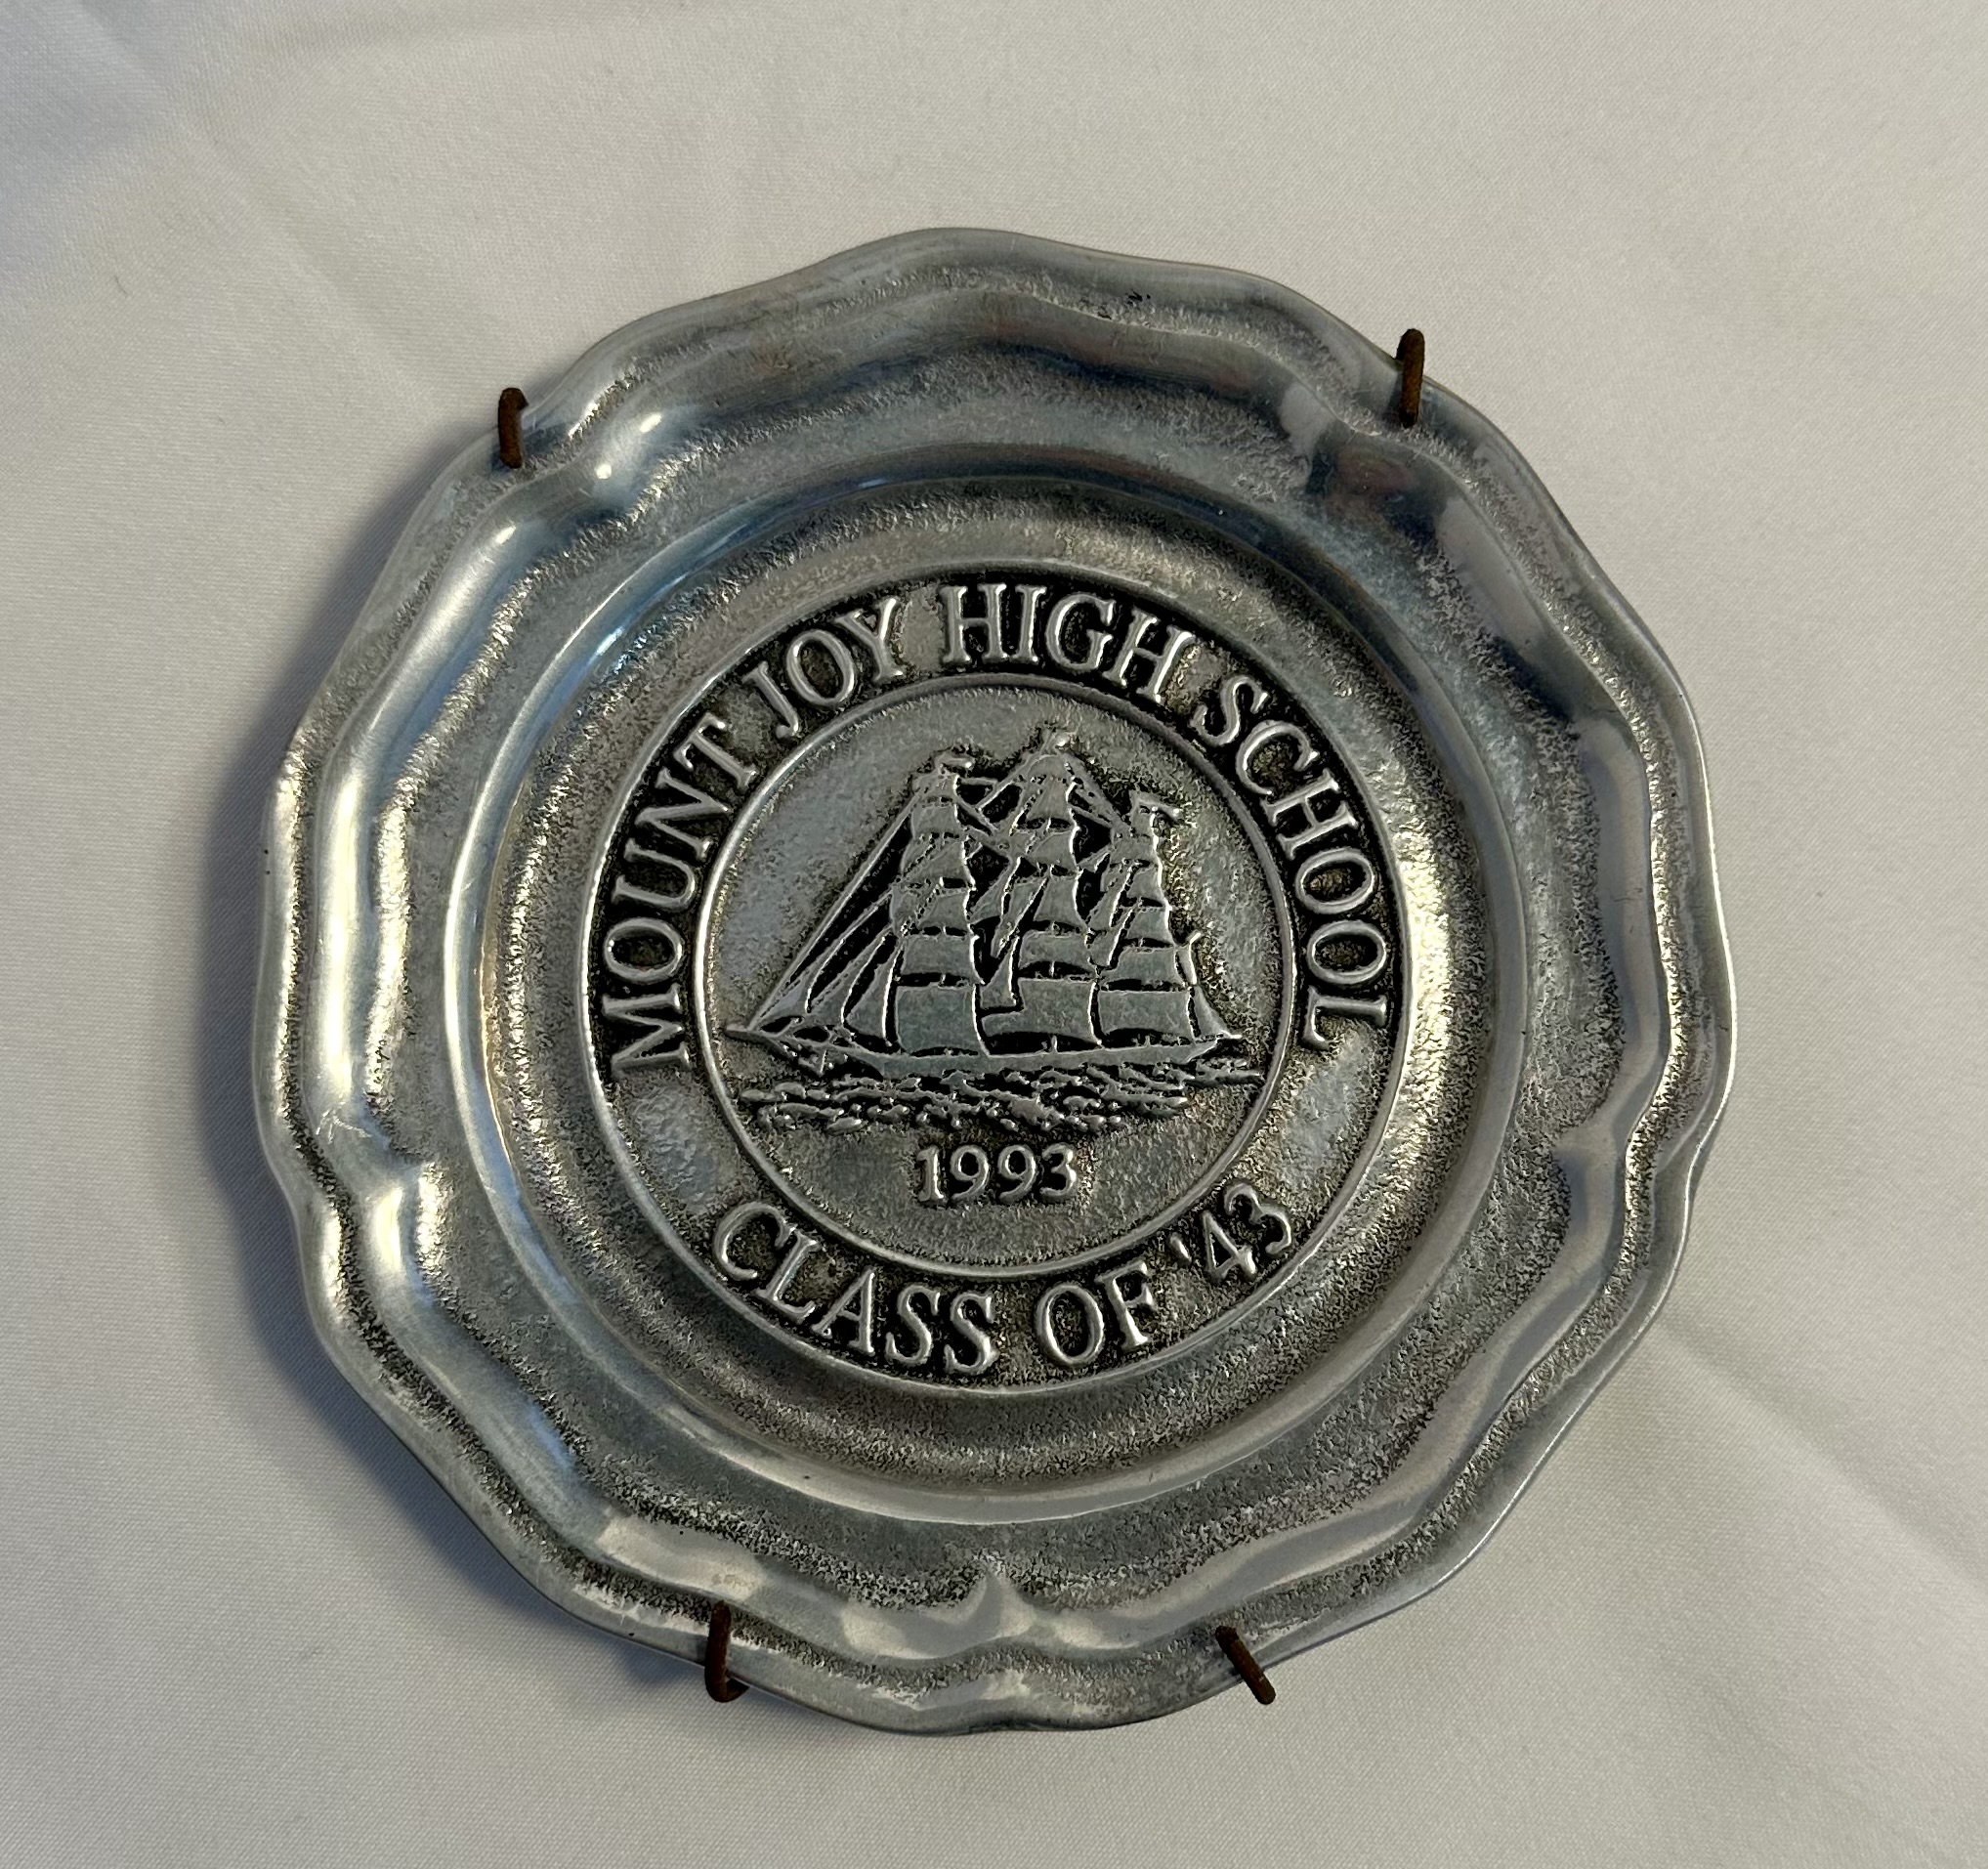 MOUNT JOY HIGH SCHOOL
1993
CLASS OF '43